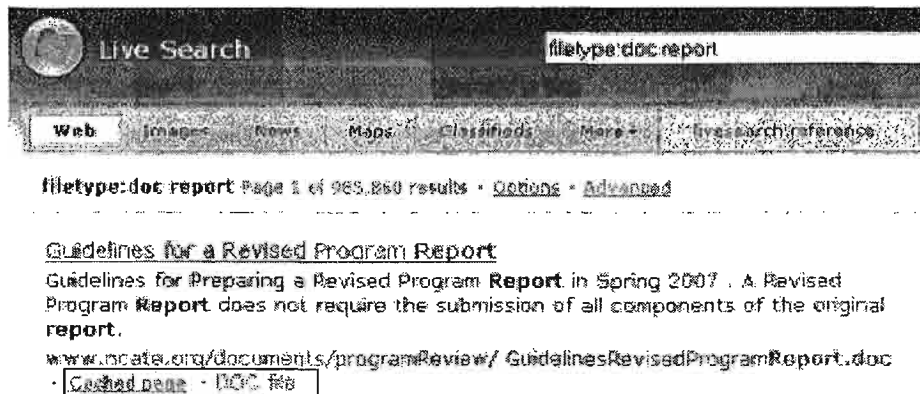 Live Search
filetype:doc report
Web Images News Maps Classifieds More livesearch reference
filetype:doc report Page 1 of 985,860 results · Options · Advanced
Guidelines for a Revised Program Report
Guidelines for Preparing a Revised Program Report in Spring 2007 . A Revised
Program Report does not require the submission of all components of the original
report.
www.ncate.org/documents/programReview/ GuidelinesRevisedProgramReport.doc
· Cached page · DOC file